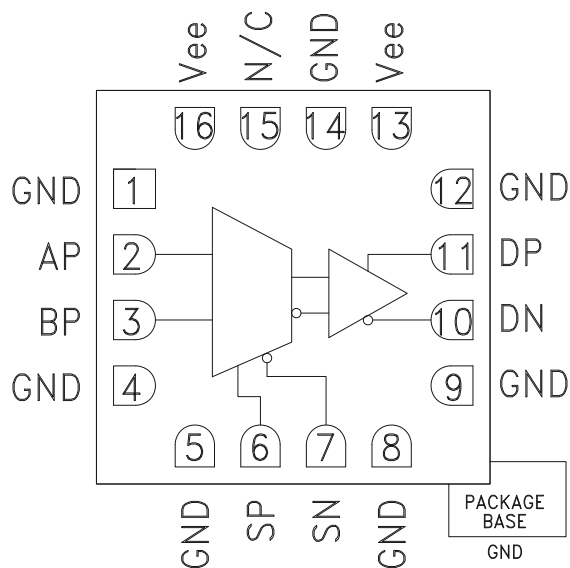 Vee
N/C
GND
Vee
16
15
14
13
GND
1
12
GND
AP
2
11
DP
BP
3
10
DN
GND
4
9
GND
5
6
7
8
GND
SP
SN
GND
PACKAGE
BASE
GND